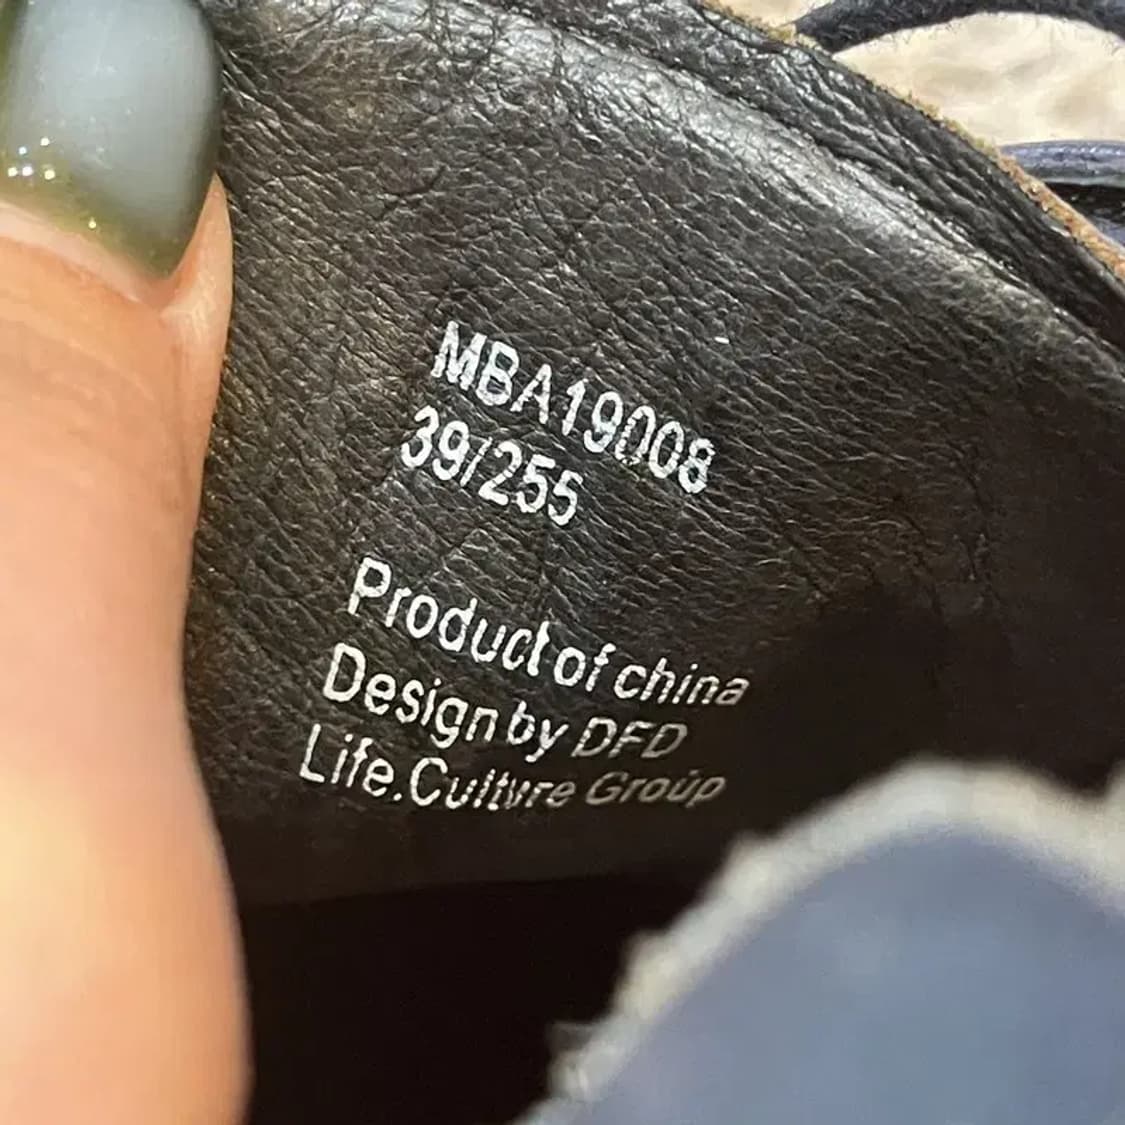 MBA19008
39/255
Product of china
Design by DFD
Life.Culture Group